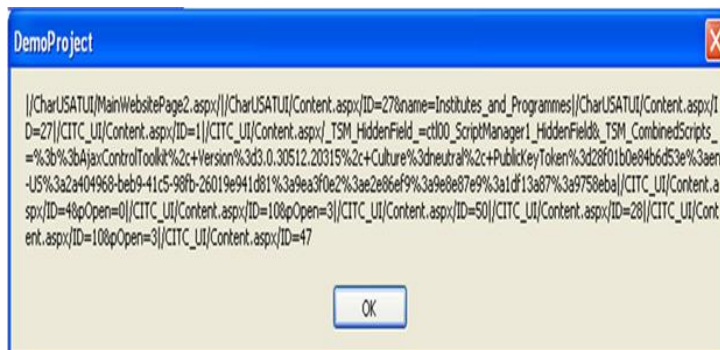 DemoProject
|/CharUSATUI/MainWebsitePage2.aspx/|/CharUSATUI/Content.aspx/ID=27&name=Institutes_and_Programmes|/CharUSATUI/Content.aspx/I
D=27|/CITC_UI/Content.aspx/ID=1|/CITC_UI/Content.aspx/_TSM_HiddenField_=ctl00_ScriptManager1_HiddenField&_TSM_CombinedScripts_
=%3b%3bAjaxControlToolkit%2c+Version%3d3.0.30512.20315%2c+Culture%3dneutral%2c+PublicKeyToken%3d28f01b0e84b6d53e%3aen
-US%3a2a404968-beb9-41c5-98fb-26019e941d81%3a9ea3f0e2%3ae2e86ef9%3a9e8e87e9%3a1df13a87%3a9758eba|/CITC_UI/Content.a
spx/ID=4&pOpen=0|/CITC_UI/Content.aspx/ID=10&pOpen=3|/CITC_UI/Content.aspx/ID=50|/CITC_UI/Content.aspx/ID=28|/CITC_UI/Cont
ent.aspx/ID=10&pOpen=3|/CITC_UI/Content.aspx/ID=47
OK